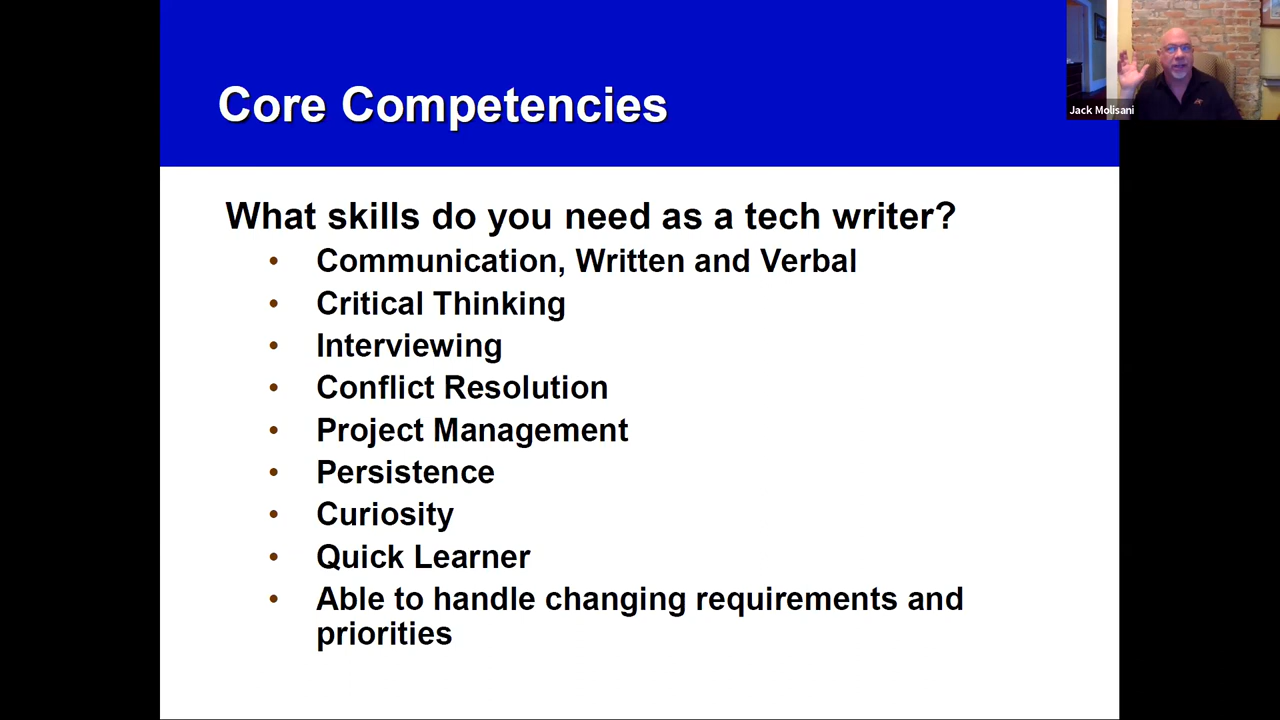 Core Competencies
Jack Molisani
What skills do you need as a tech writer?
• Communication, Written and Verbal
• Critical Thinking
• Interviewing
• Conflict Resolution
• Project Management
• Persistence
• Curiosity
• Quick Learner
• Able to handle changing requirements and
priorities